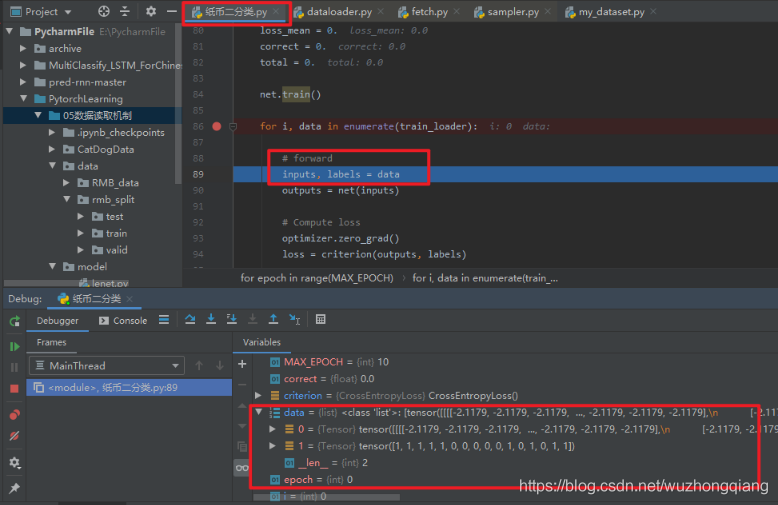 Project
纸币二分类.py
dataloader.py
fetch.py
sampler.py
my_dataset.py
PycharmFile E:\PycharmFile
archive
MultiClassify_LSTM_ForChine
pred-rnn-master
PytorchLearning
05数据读取机制
.ipynb_checkpoints
CatDogData
data
RMB_data
rmb_split
test
train
valid
model
lenet.py
80 loss_mean = 0. loss_mean: 0.0
81 correct = 0. correct: 0.0
82 total = 0. total: 0.0
83
84 net.train()
85
86 for i, data in enumerate(train_loader): i: 0 data:
87
88 # forward
89 inputs, labels = data
90 outputs = net(inputs)
91
92 # Compute loss
93 optimizer.zero_grad()
94 loss = criterion(outputs, labels)
for epoch in range(MAX_EPOCH) › for i, data in enumerate(train_...
Debug: 纸币二分类
Debugger Console
Frames
Variables
MainThread
<module>, 纸币二分类.py:89
MAX_EPOCH = {int} 10
correct = {float} 0.0
criterion = {CrossEntropyLoss} CrossEntropyLoss()
data = {list} <class 'list'>: [tensor([[[[-2.1179, -2.1179, -2.1179, ..., -2.1179, -2.1179, -2.1179],\n [-2.1179
0 = {Tensor} tensor([[[[-2.1179, -2.1179, -2.1179, ..., -2.1179, -2.1179, -2.1179],\n [-2.1179, -2.1179,
1 = {Tensor} tensor([1, 1, 1, 1, 1, 0, 0, 0, 0, 0, 1, 0, 1, 0, 1, 1])
__len__ = {int} 2
epoch = {int} 0
i = {int} 0
https://blog.csdn.net/wuzhongqiang